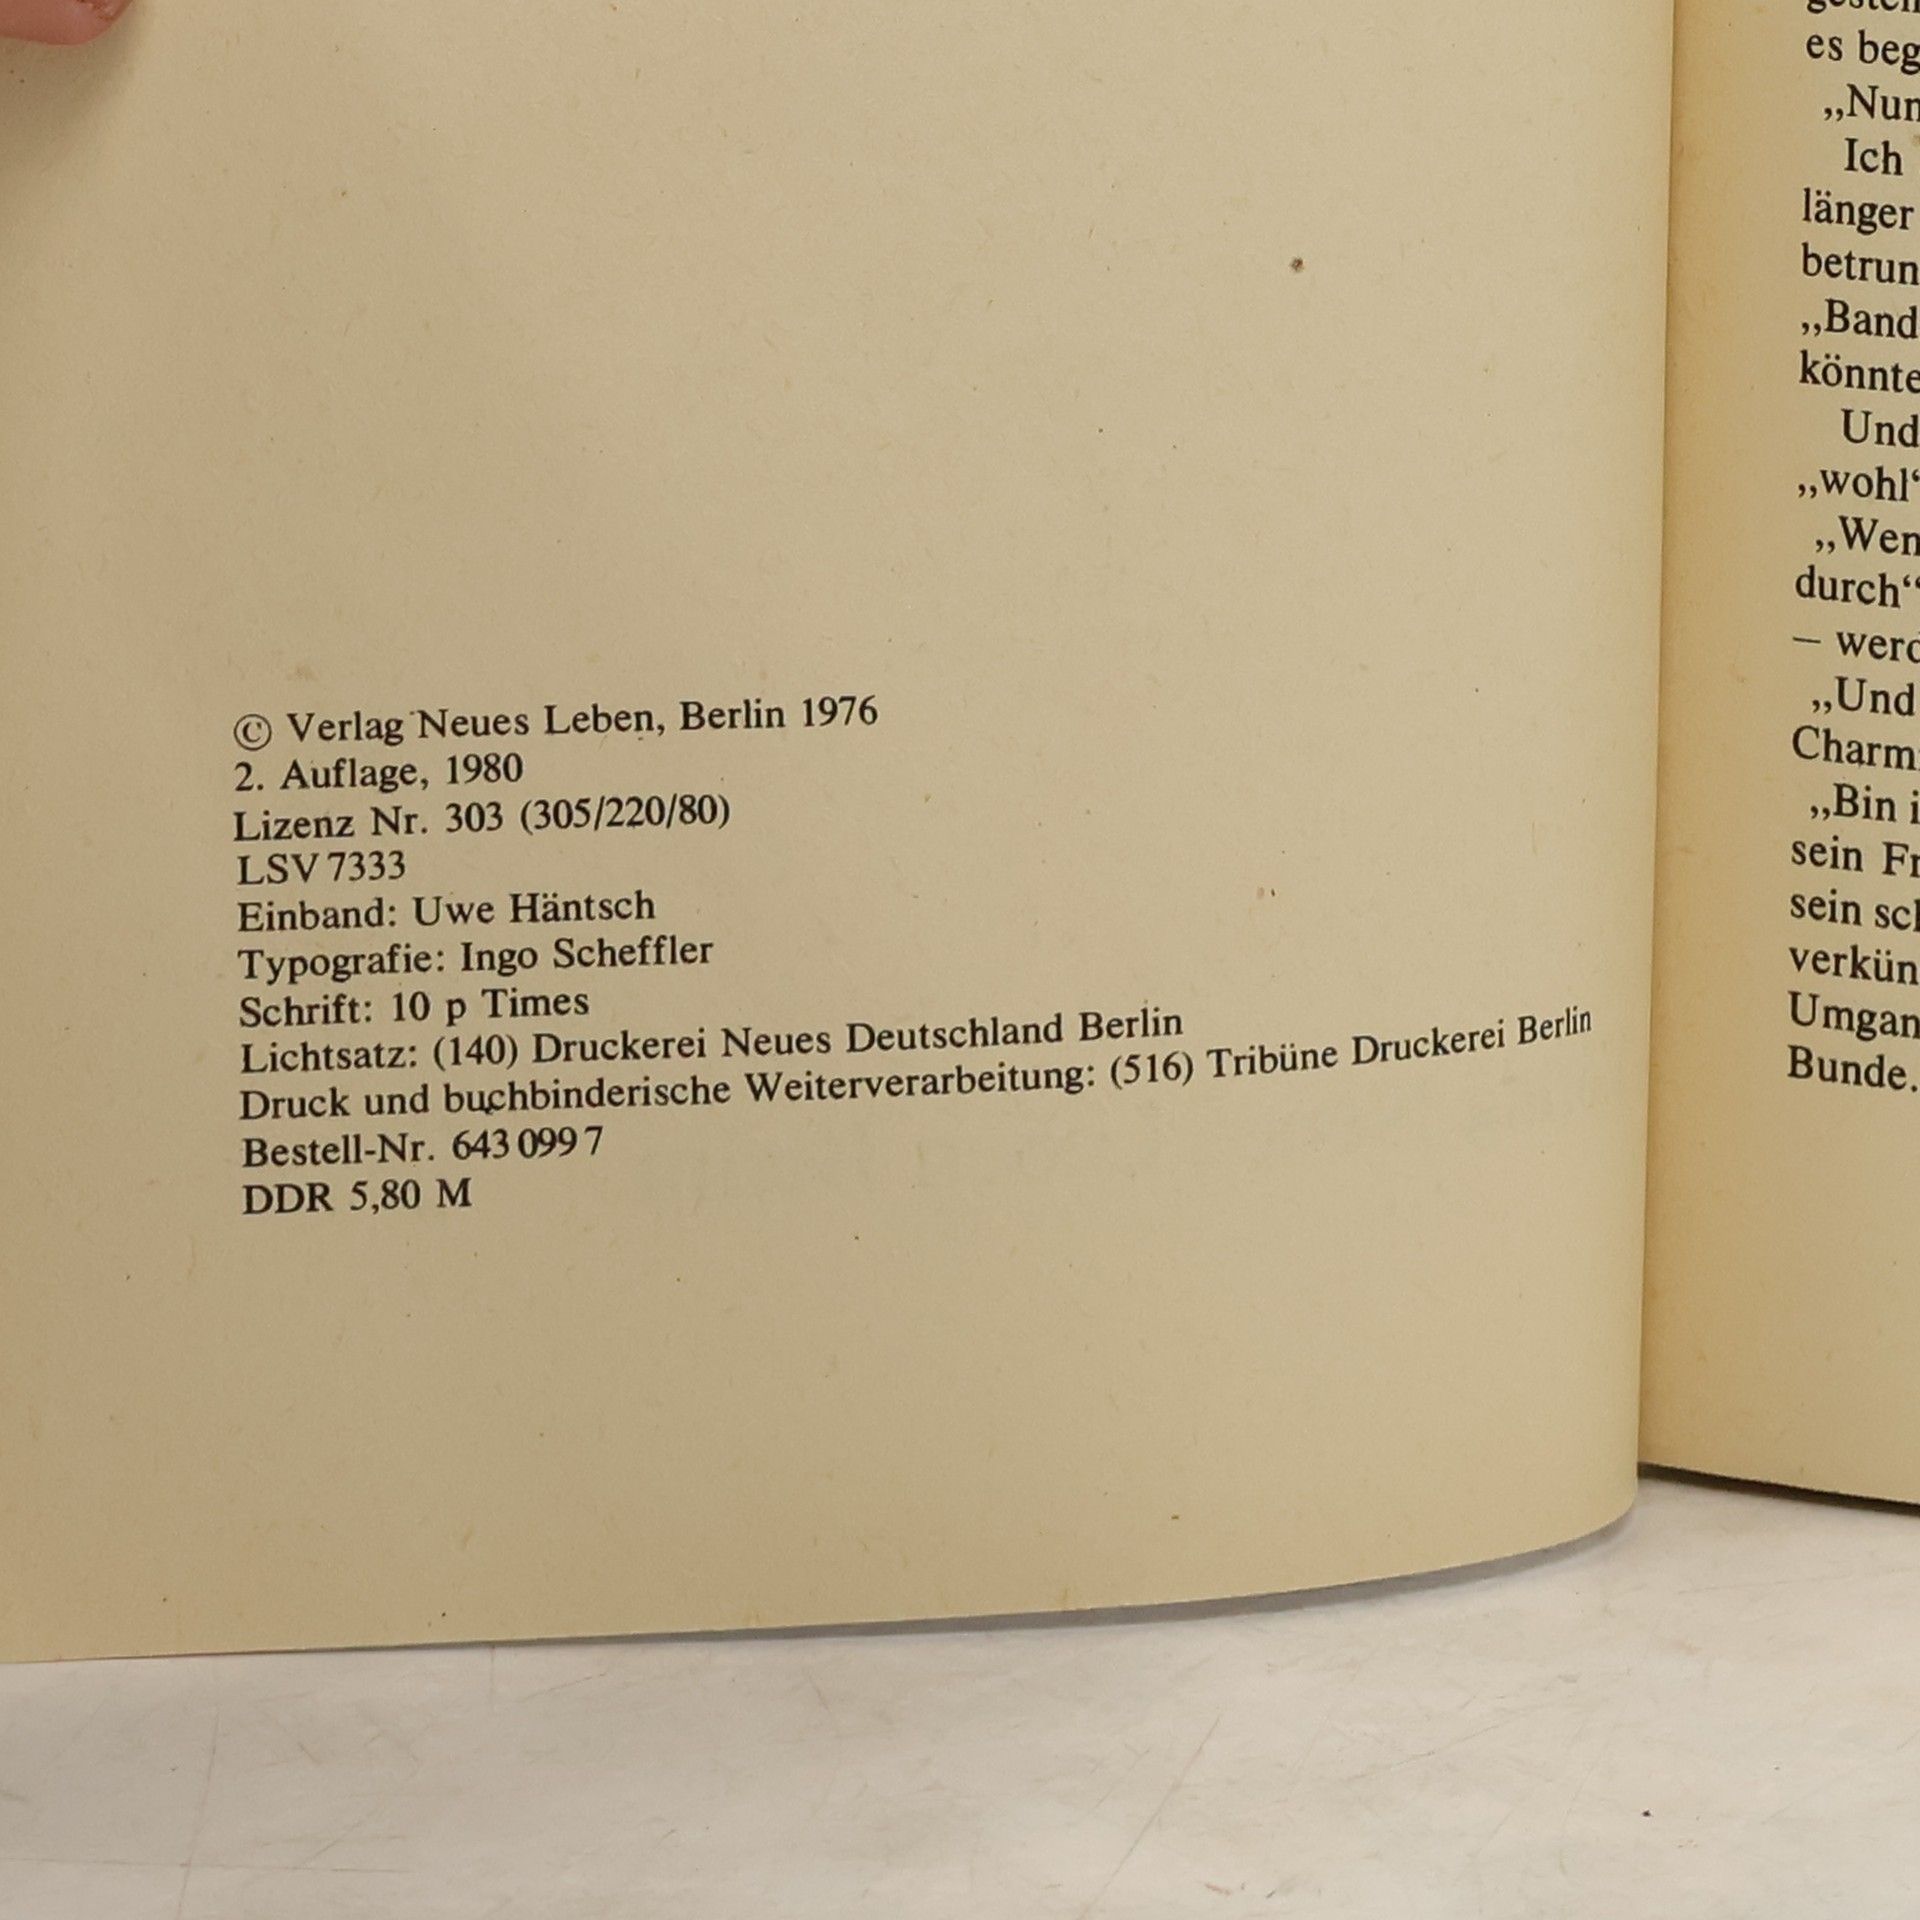 © Verlag Neues Leben, Berlin 1976
2. Auflage, 1980
Lizenz Nr. 303 (305/220/80)
LSV 7333
Einband: Uwe Häntsch
Typografie: Ingo Scheffler
Schrift: 10 p Times
Lichtsatz: (140) Druckerei Neues Deutschland Berlin
Druck und buchbinderische Weiterverarbeitung: (516) Tribüne Druckerei Berlin
Bestell-Nr. 643 099 7
DDR 5,80 M
es beg
„Nun
Ich
länger
betrun
„Band
könnte
Und
„wohl“
„Wen
durch“
– werd
„Und
Charm
„Bin i
sein Fr
sein sch
verkün
Umgan
Bunde.